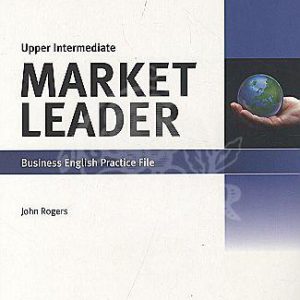 Upper Intermediate
MARKET
LEADER
Business English Practice File
John Rogers